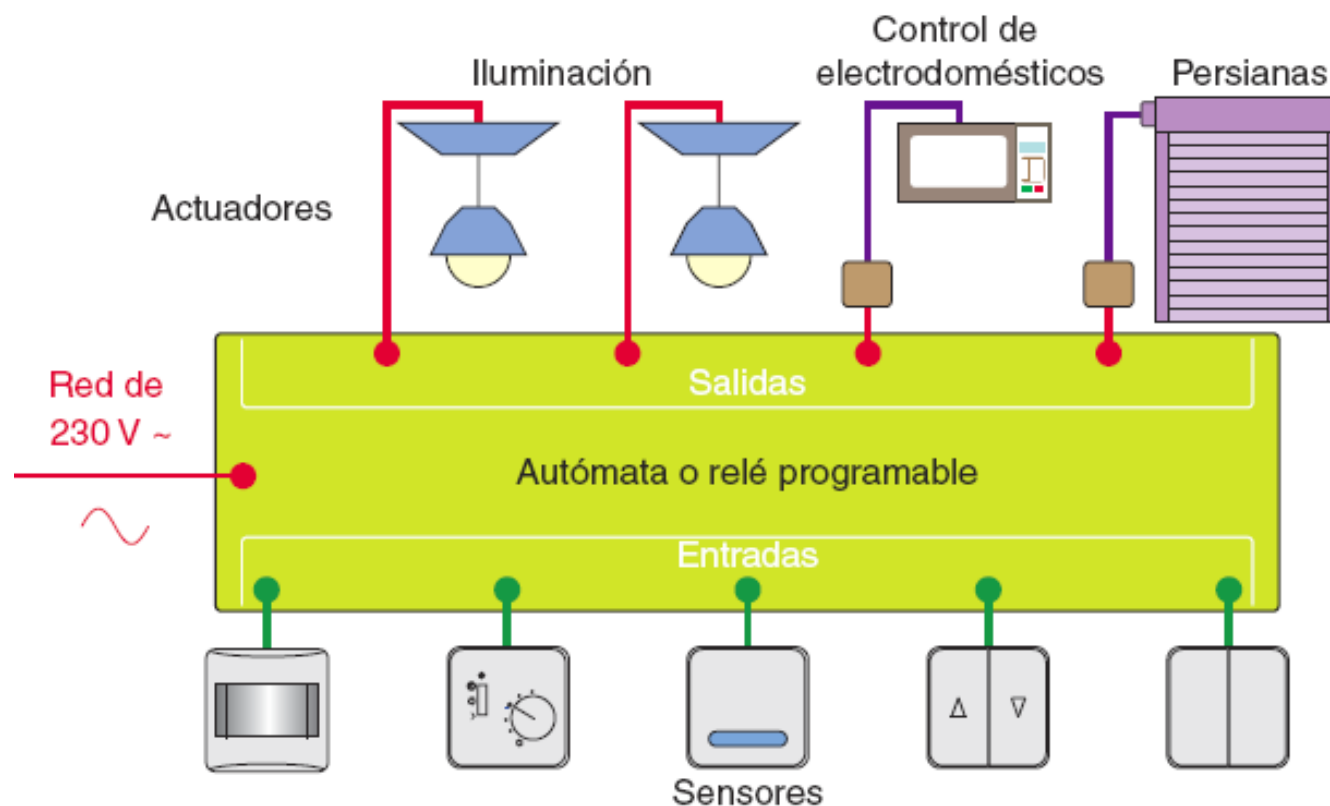 Iluminación
Control de
electrodomésticos
Persianas
Actuadores
Salidas
Red de
230 V ~
Autómata o relé programable
Entradas
Sensores